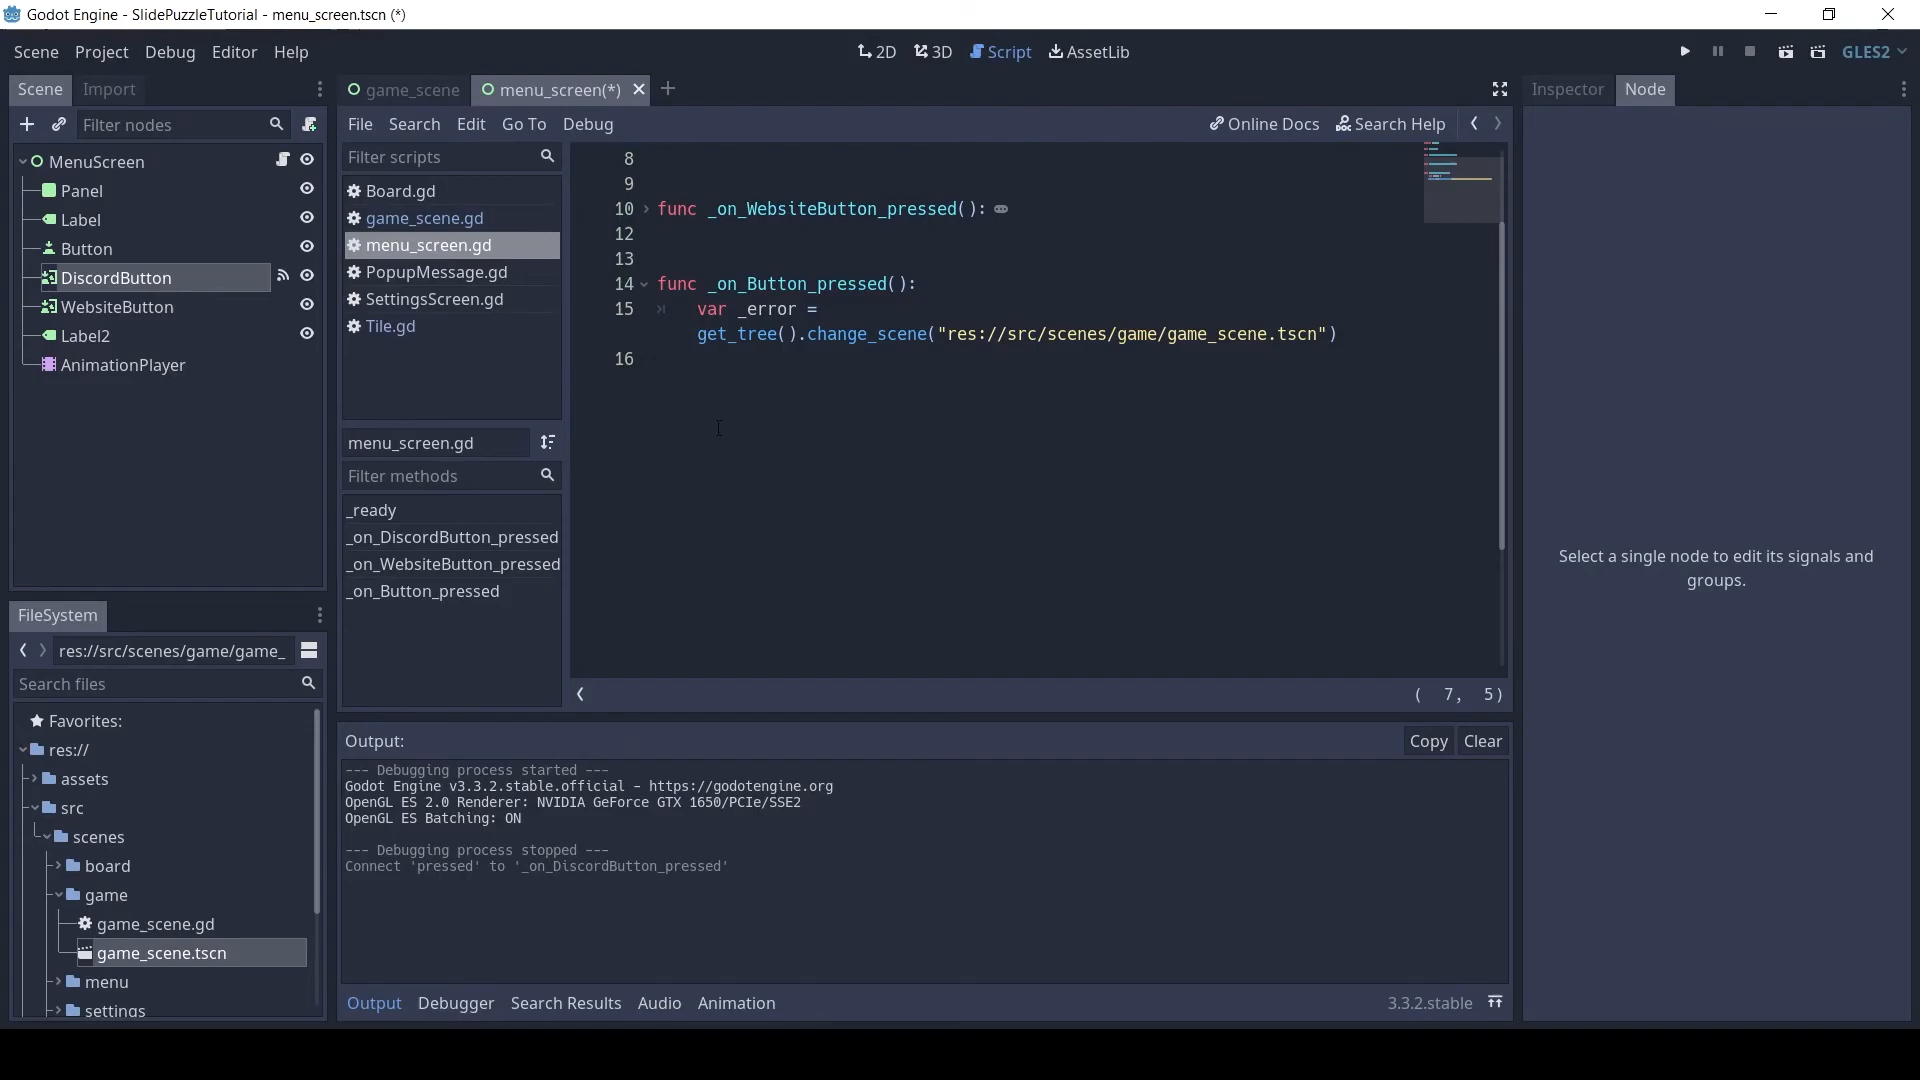 Godot Engine - SlidePuzzleTutorial - menu_screen.tscn (*)
Scene Project Debug Editor Help
2D 3D Script AssetLib
GLES2
Scene Import
Filter nodes
MenuScreen
Panel
Label
Button
DiscordButton
WebsiteButton
Label2
AnimationPlayer
FileSystem
res://src/scenes/game/game_
Search files
Favorites:
res://
assets
src
scenes
board
game
game_scene.gd
game_scene.tscn
menu
settings
game_scene menu_screen(*)
File Search Edit Go To Debug
Online Docs Search Help
Filter scripts
Board.gd
game_scene.gd
menu_screen.gd
PopupMessage.gd
SettingsScreen.gd
Tile.gd
menu_screen.gd
Filter methods
_ready
_on_DiscordButton_pressed
_on_WebsiteButton_pressed
_on_Button_pressed
8
9
10 func _on_WebsiteButton_pressed():
12
13
14 func _on_Button_pressed():
15 var _error =
get_tree().change_scene("res://src/scenes/game/game_scene.tscn")
16
( 7, 5)
Output:
Copy Clear
--- Debugging process started ---
Godot Engine v3.3.2.stable.official - https://godotengine.org
OpenGL ES 2.0 Renderer: NVIDIA GeForce GTX 1650/PCIe/SSE2
OpenGL ES Batching: ON
--- Debugging process stopped ---
Connect 'pressed' to '_on_DiscordButton_pressed'
Output Debugger Search Results Audio Animation
3.3.2.stable
Inspector Node
Select a single node to edit its signals and
groups.